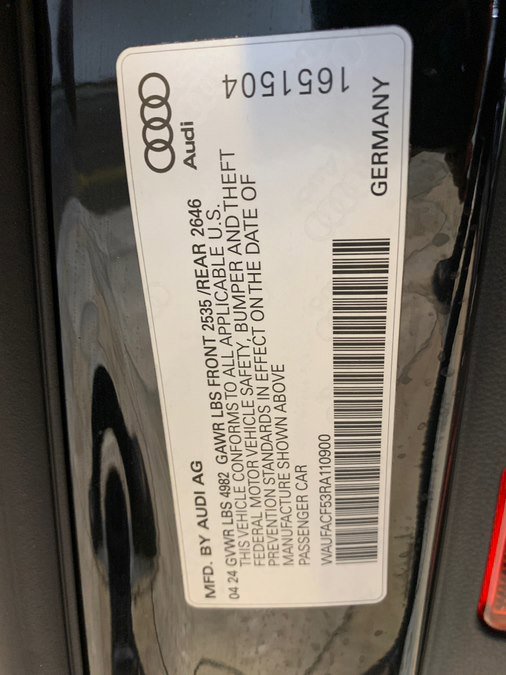 MFD. BY AUDI AG
04 24 GVWR LBS 4982 GAWR LBS FRONT 2535 /REAR 2646
THIS VEHICLE CONFORMS TO ALL APPLICABLE U.S.
FEDERAL MOTOR VEHICLE SAFETY, BUMPER AND THEFT
PREVENTION STANDARDS IN EFFECT ON THE DATE OF
MANUFACTURE SHOWN ABOVE
PASSENGER CAR
WAUFACF53RA110900
Audi
1651504
GERMANY